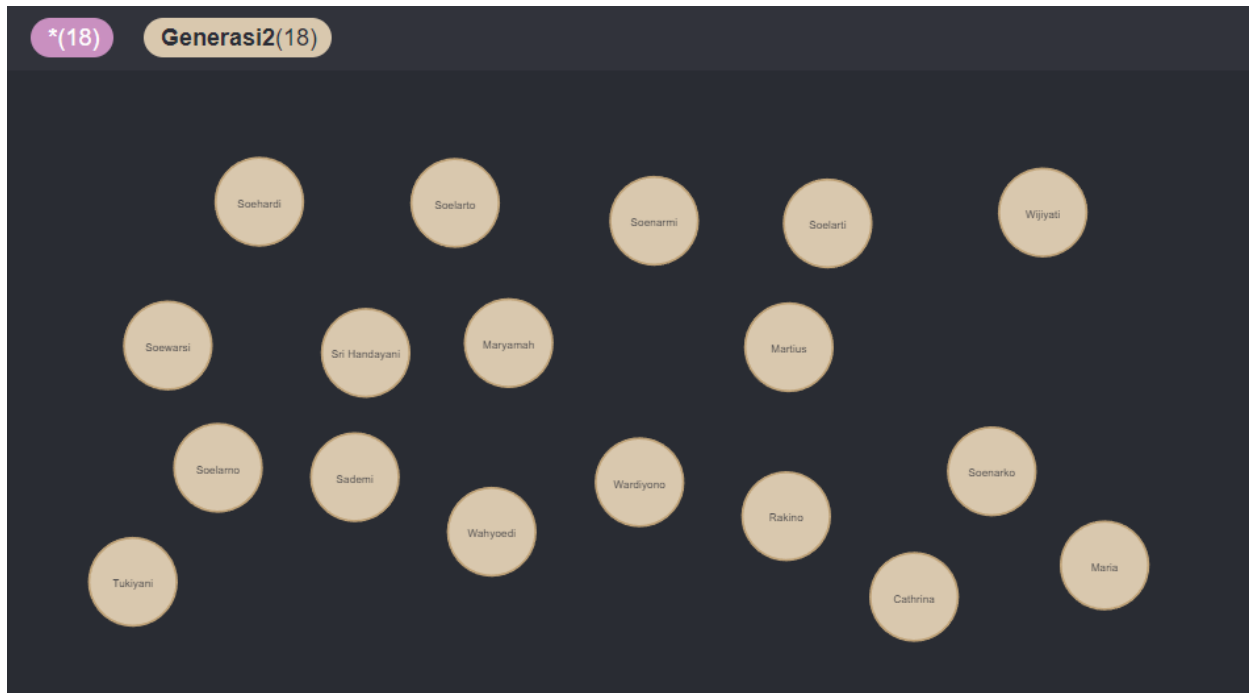 *(18) Generasi2(18)
Soehardi
Soelarto
Soenarmi
Soelarti
Wijiyati
Soewarsi
Sri Handayani
Maryamah
Martius
Soelarno
Sademi
Wahyoedi
Wardiyono
Rakino
Soenarko
Tukiyani
Cathrina
Maria